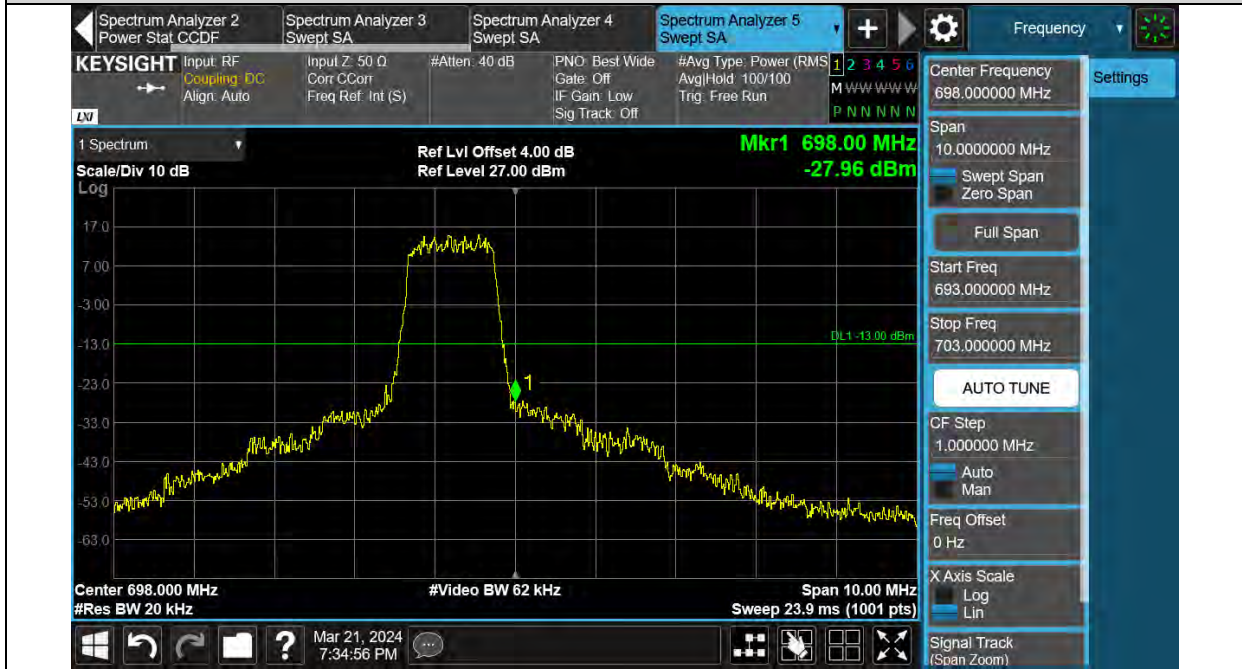 Spectrum Analyzer 2
Power Stat CCDF
Spectrum Analyzer 3
Swept SA
Spectrum Analyzer 4
Swept SA
Spectrum Analyzer 5
Swept SA
Frequency
KEYSIGHT
LXI
Input: RF
Coupling: DC
Align: Auto
Input Z: 50 Ω
Corr CCorr
Freq Ref: Int (S)
#Atten: 40 dB
PNO: Best Wide
Gate: Off
IF Gain: Low
Sig Track: Off
#Avg Type: Power (RMS
Avg|Hold: 100/100
Trig: Free Run
1 2 3 4 5 6
M W W W W W
P N N N N N
1 Spectrum
Scale/Div 10 dB
Ref Lvl Offset 4.00 dB
Ref Level 27.00 dBm
Mkr1 698.00 MHz
-27.96 dBm
Log
17.0
7.00
-3.00
-13.0
-23.0
-33.0
-43.0
-53.0
-63.0
DL1 -13.00 dBm
1
Center 698.000 MHz
#Res BW 20 kHz
#Video BW 62 kHz
Span 10.00 MHz
Sweep 23.9 ms (1001 pts)
Center Frequency
698.000000 MHz
Settings
Span
10.0000000 MHz
Swept Span
Zero Span
Full Span
Start Freq
693.000000 MHz
Stop Freq
703.000000 MHz
AUTO TUNE
CF Step
1.000000 MHz
Auto
Man
Freq Offset
0 Hz
X Axis Scale
Log
Lin
Signal Track
(Span Zoom)
?
Mar 21, 2024
7:34:56 PM